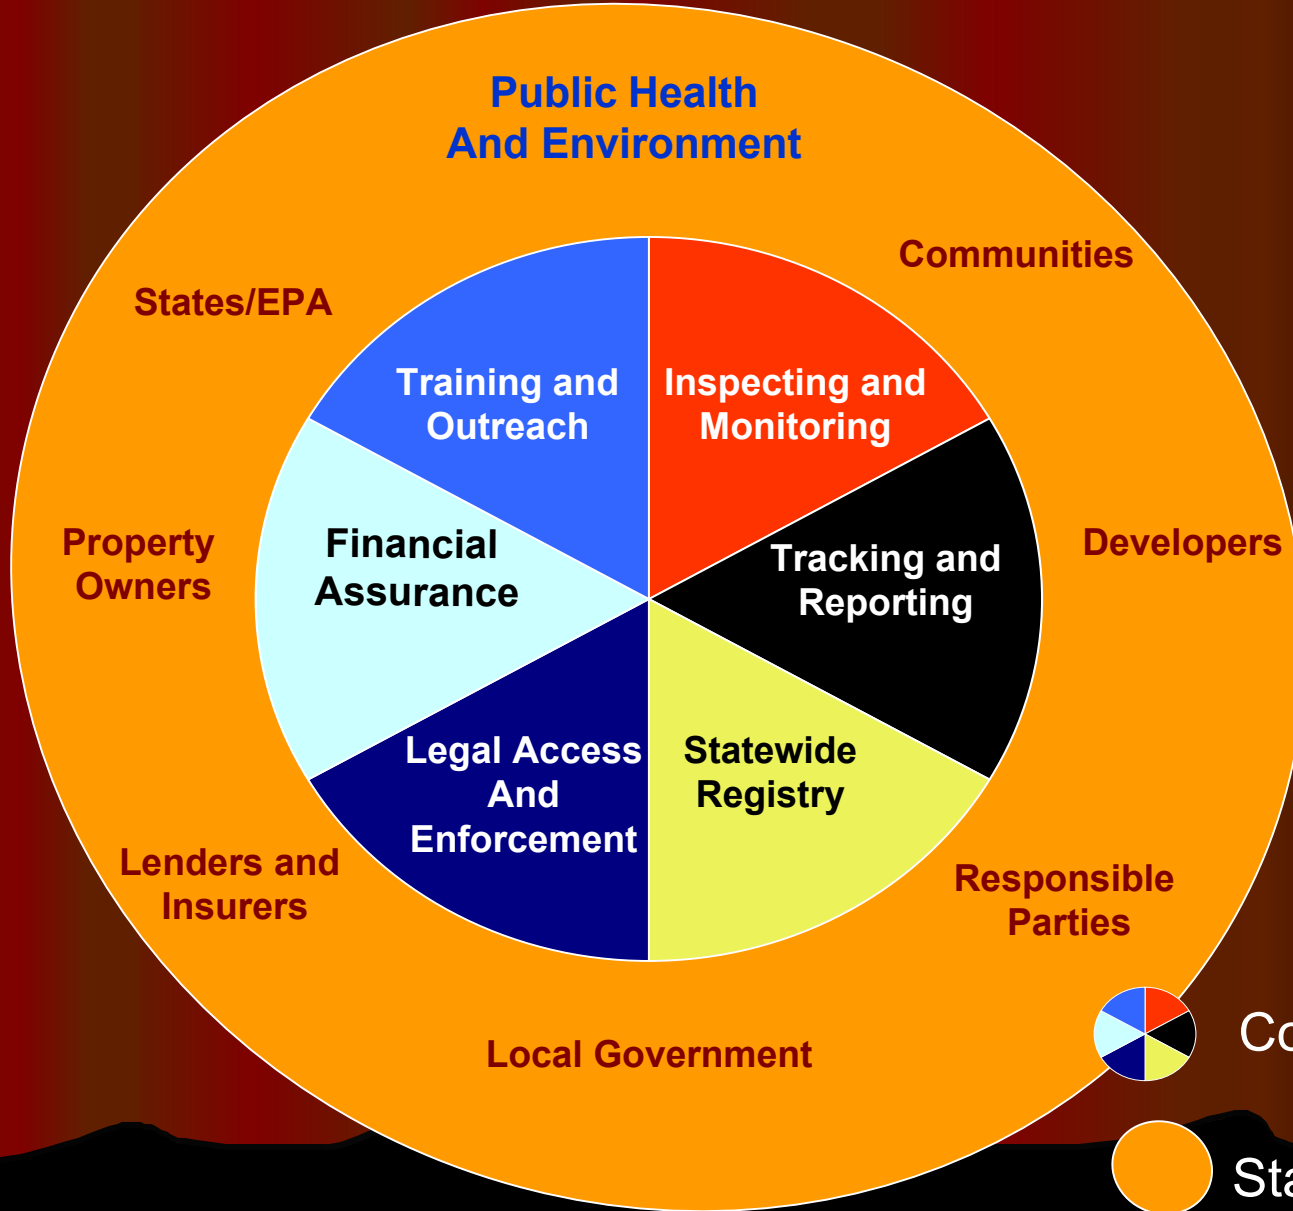 Public Health
And Environment
Communities
States/EPA
Training and
Outreach
Inspecting and
Monitoring
Property
Owners
Financial
Assurance
Tracking and
Reporting
Developers
Legal Access
And
Enforcement
Statewide
Registry
Lenders and
Insurers
Responsible
Parties
Local Government